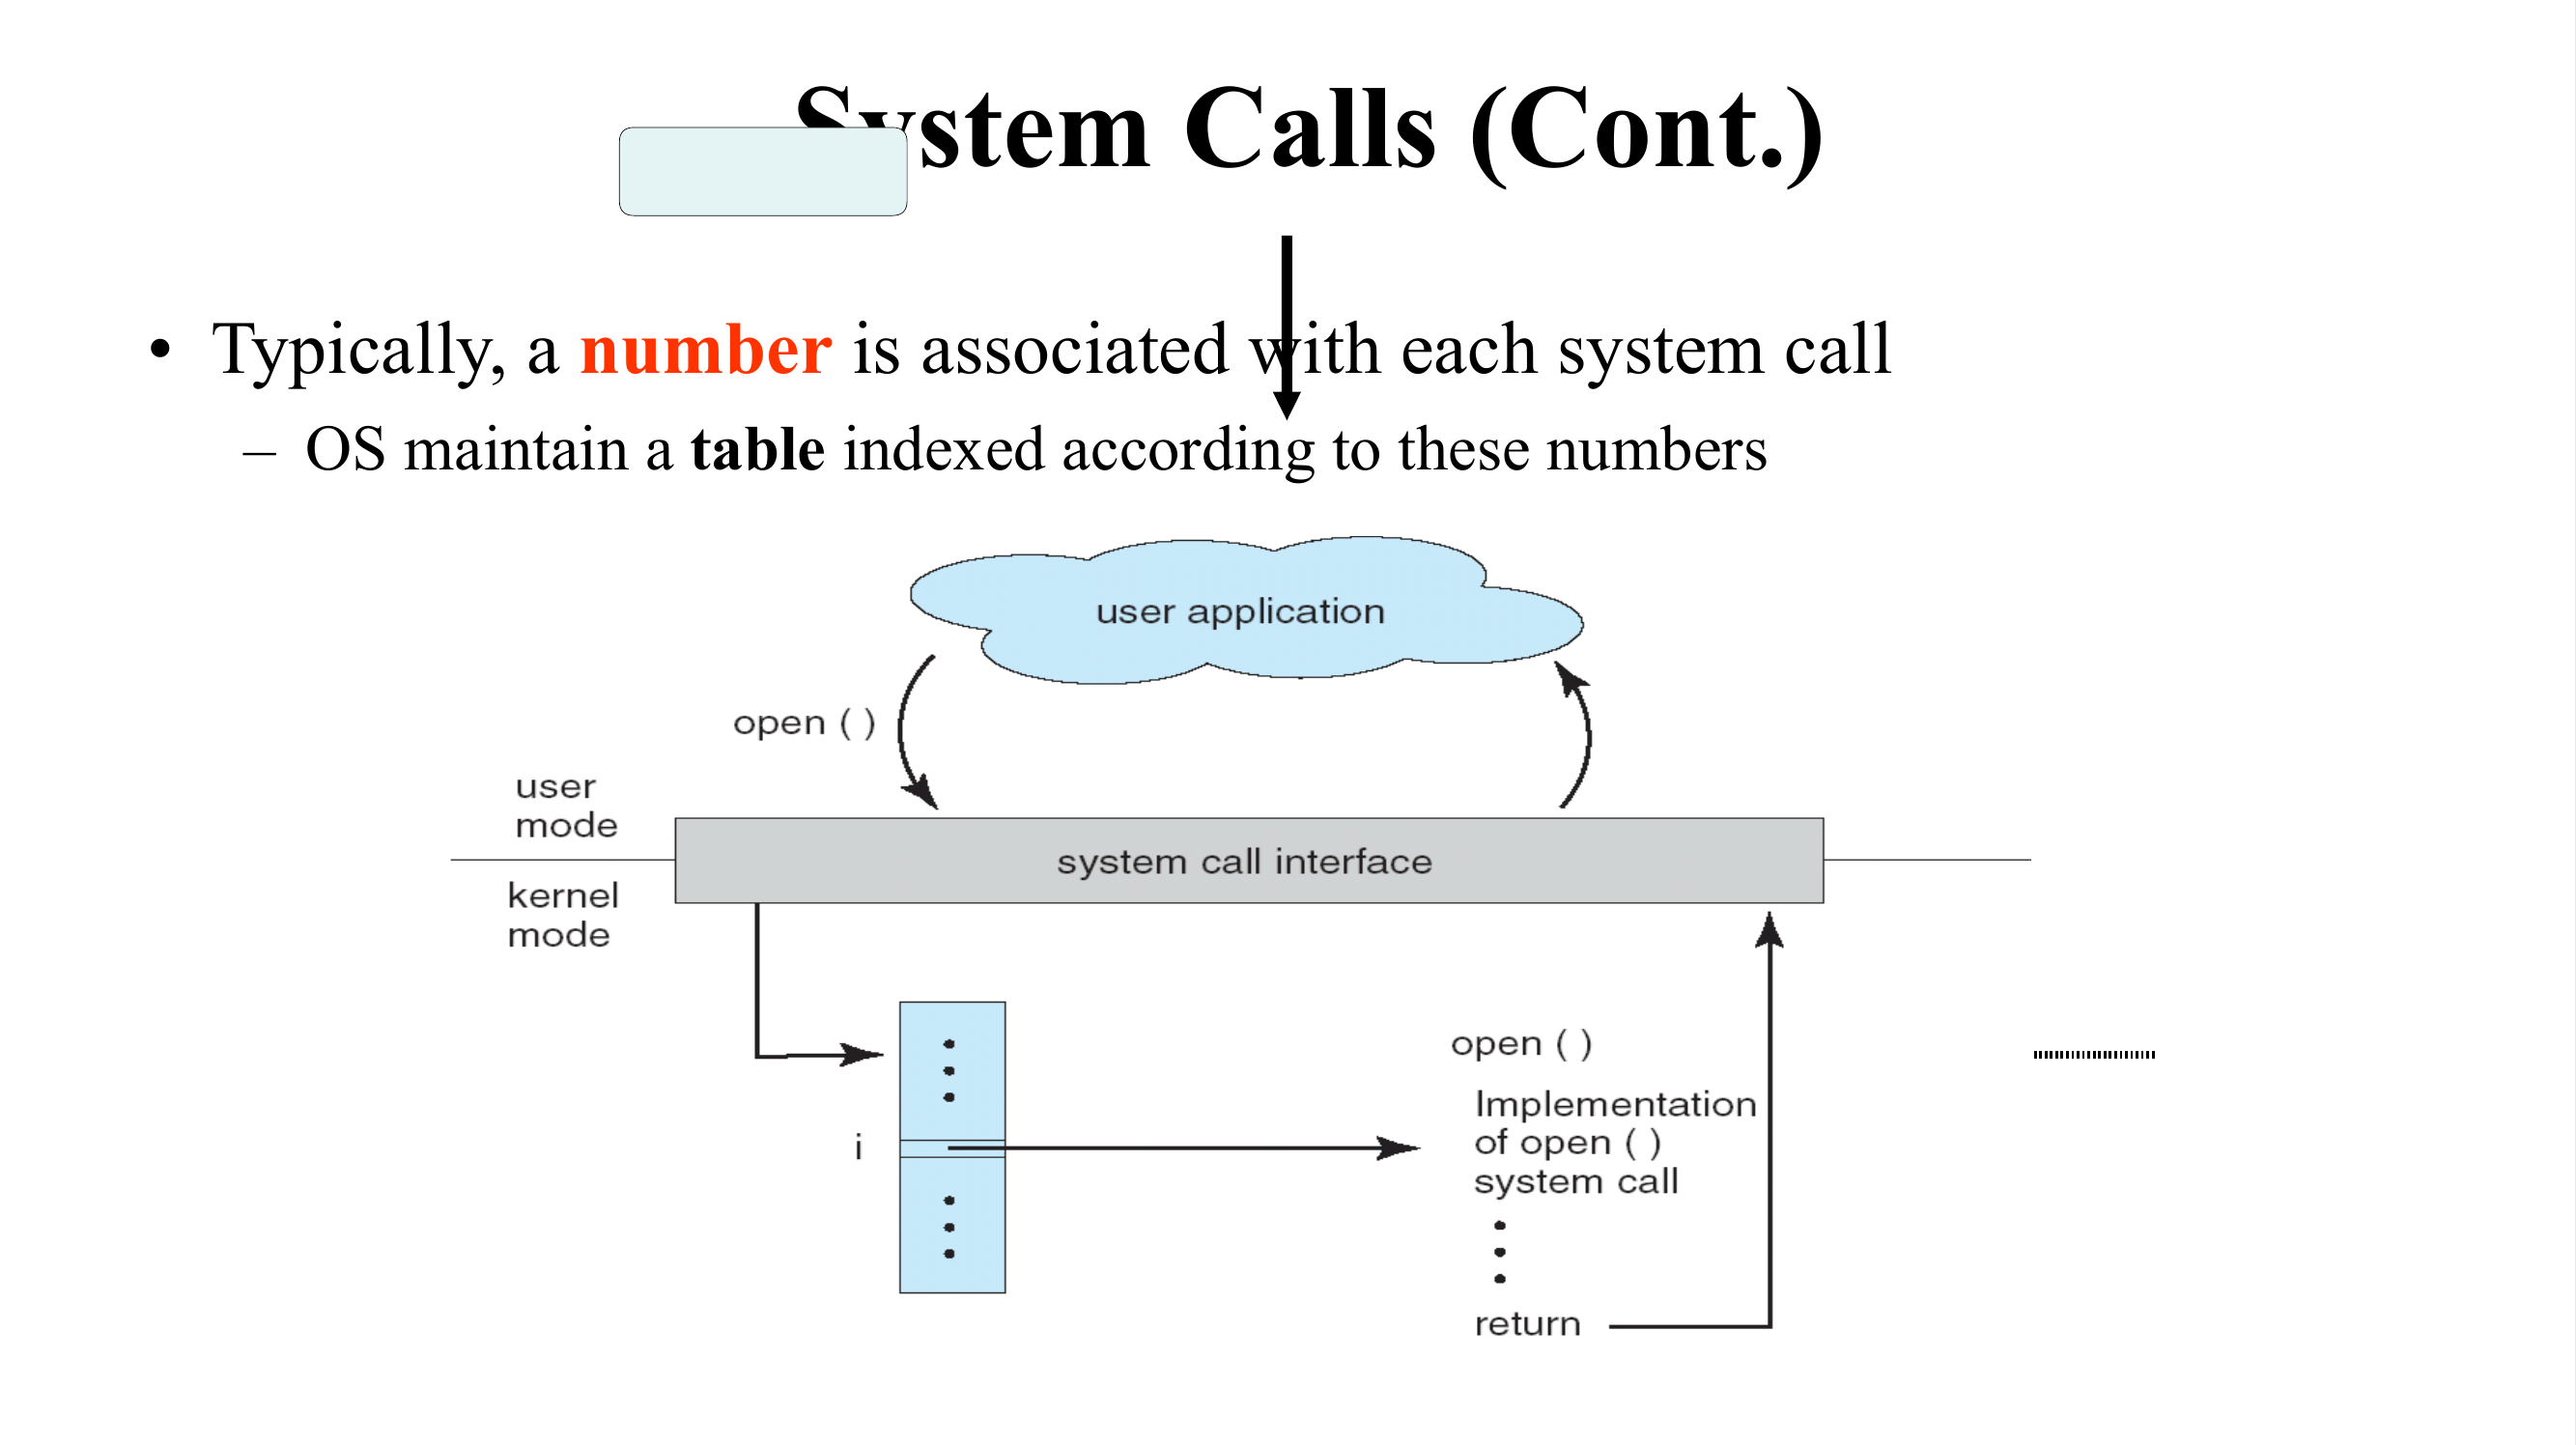 System Calls (Cont.)
• Typically, a number is associated with each system call
– OS maintain a table indexed according to these numbers
user application
open ( )
user
mode
system call interface
kernel
mode
open ( )
Implementation
of open ( )
system call
i
return